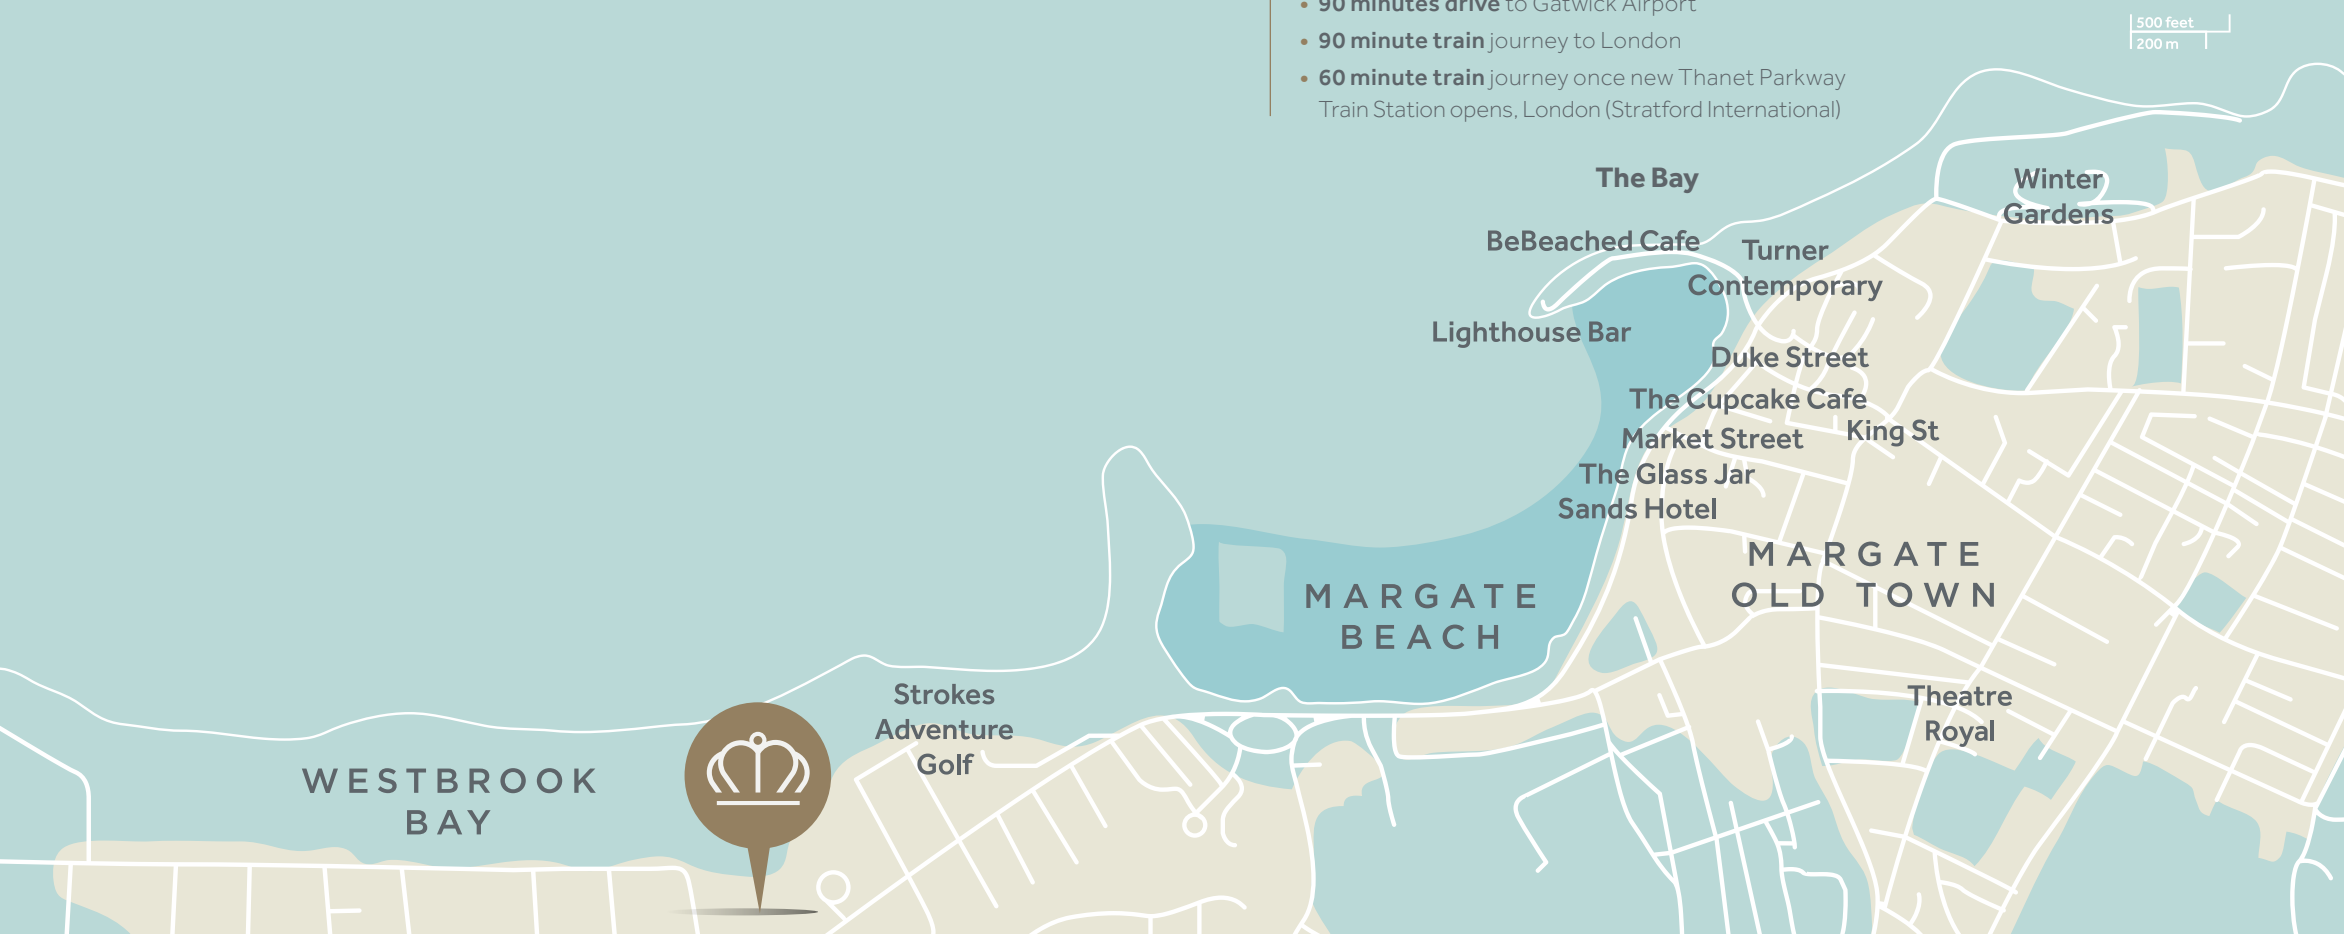 90 minutes drive to Gatwick Airport
• 90 minute train journey to London
• 60 minute train journey once new Thanet Parkway
Train Station opens, London (Stratford International)
500 feet
200 m
The Bay
Winter
Gardens
BeBeached Cafe
Turner
Contemporary
Lighthouse Bar
Duke Street
The Cupcake Cafe
Market Street
King St
The Glass Jar
Sands Hotel
MARGATE
OLD TOWN
MARGATE
BEACH
Strokes
Adventure
Golf
Theatre
Royal
WESTBROOK
BAY